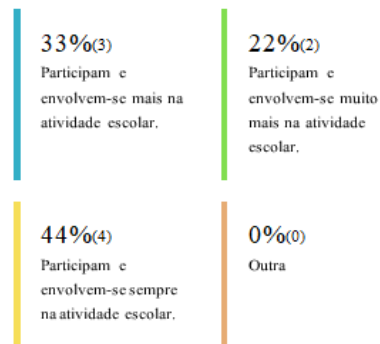 33%(3)
Participam e
envolvem-se mais na
atividade escolar.
22%(2)
Participam e
envolvem-se muito
mais na atividade
escolar.
44%(4)
Participam e
envolvem-se sempre
na atividade escolar.
0%(0)
Outra